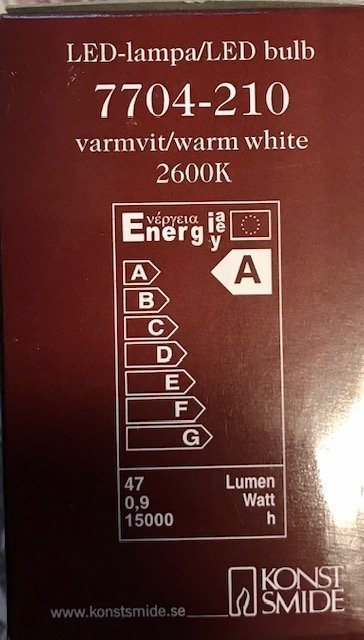 LED-lampa/LED bulb
7704-210
varmvit/warm white
2600K
Energ ενέργεια
ia
ie
y
A
A
B
C
D
E
F
G
47 Lumen
0,9 Watt
15000 h
www.konstsmide.se
KONST
SMIDE